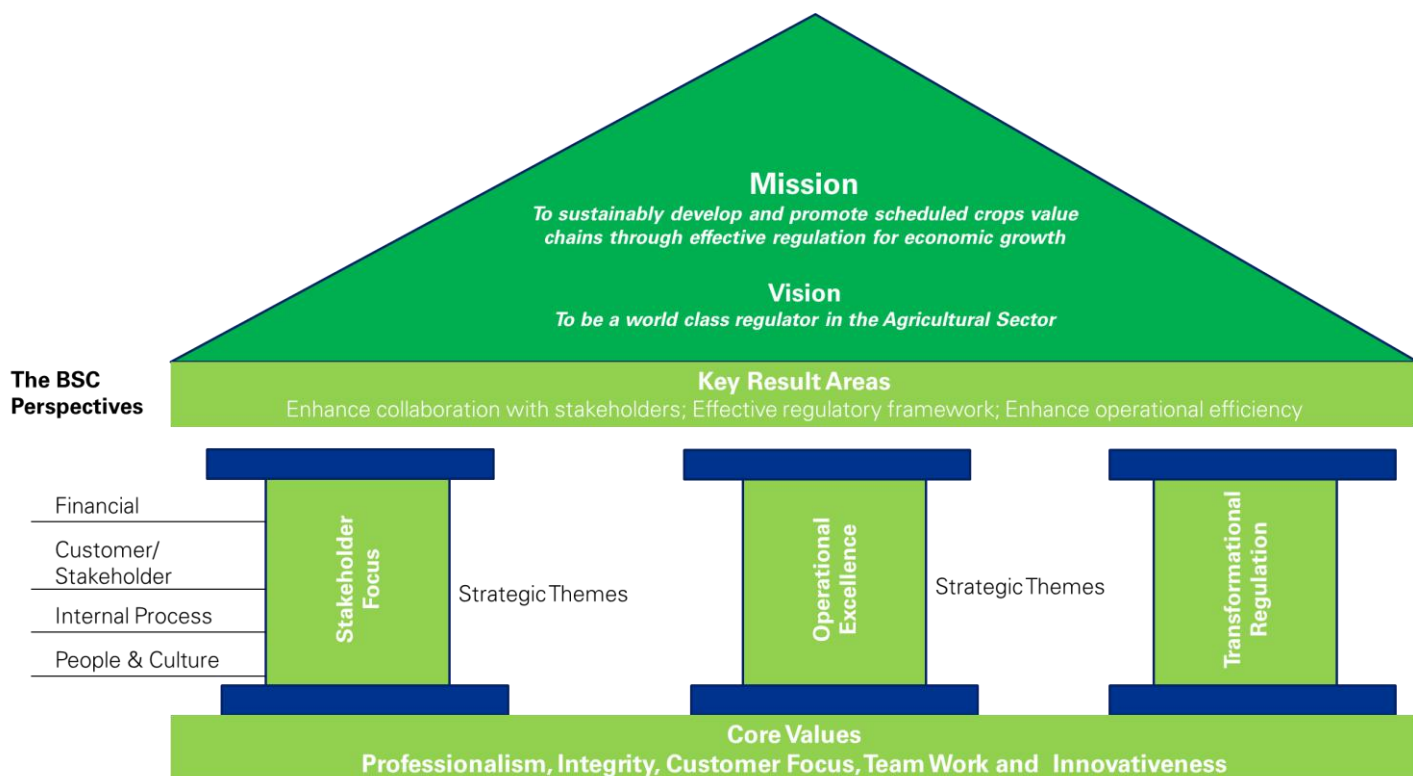 Mission
To sustainably develop and promote scheduled crops value
chains through effective regulation for economic growth
Vision
To be a world class regulator in the Agricultural Sector
The BSC
Perspectives
Key Result Areas
Enhance collaboration with stakeholders; Effective regulatory framework; Enhance operational efficiency
Financial
Customer/
Stakeholder
Internal Process
People & Culture
Stakeholder
Focus
Strategic Themes
Operational
Excellence
Strategic Themes
Transformational
Regulation
Core Values
Professionalism, Integrity, Customer Focus, Team Work and Innovativeness